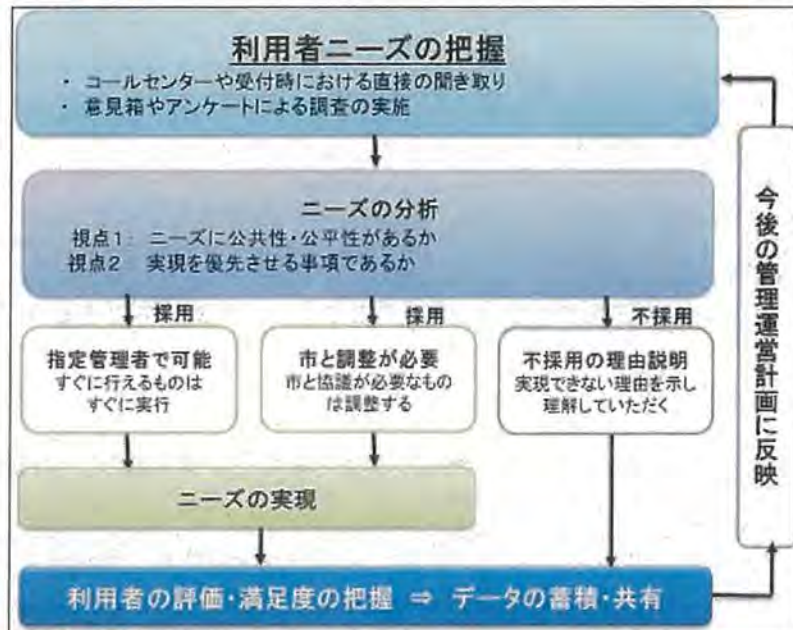 利用者ニーズの把握
・ コールセンターや受付時における直接の聞き取り
・ 意見箱やアンケートによる調査の実施
ニーズの分析
視点1： ニーズに公共性・公平性があるか
視点2 実現を優先させる事項であるか
採用
採用
不採用
指定管理者で可能
すぐに行えるものは
すぐに実行
市と調整が必要
市と協議が必要なもの
は調整する
不採用の理由説明
実現できない理由を示し
理解していただく
ニーズの実現
利用者の評価・満足度の把握 ⇒ データの蓄積・共有
今後の管理運営計画に反映